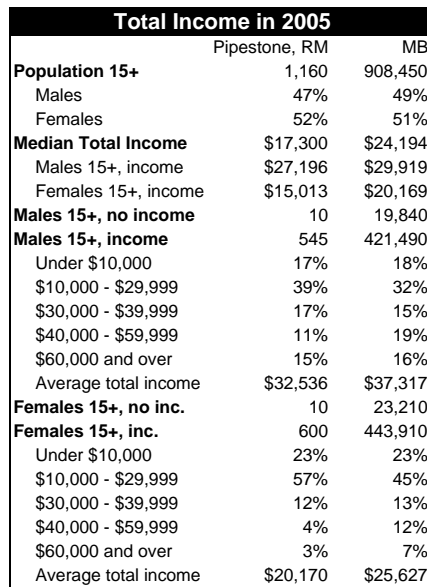 Total Income in 2005
Pipestone, RM MB
Population 15+ 1,160 908,450
Males 47% 49%
Females 52% 51%
Median Total Income $17,300 $24,194
Males 15+, income $27,196 $29,919
Females 15+, income $15,013 $20,169
Males 15+, no income 10 19,840
Males 15+, income 545 421,490
Under $10,000 17% 18%
$10,000 - $29,999 39% 32%
$30,000 - $39,999 17% 15%
$40,000 - $59,999 11% 19%
$60,000 and over 15% 16%
Average total income $32,536 $37,317
Females 15+, no inc. 10 23,210
Females 15+, inc. 600 443,910
Under $10,000 23% 23%
$10,000 - $29,999 57% 45%
$30,000 - $39,999 12% 13%
$40,000 - $59,999 4% 12%
$60,000 and over 3% 7%
Average total income $20,170 $25,627